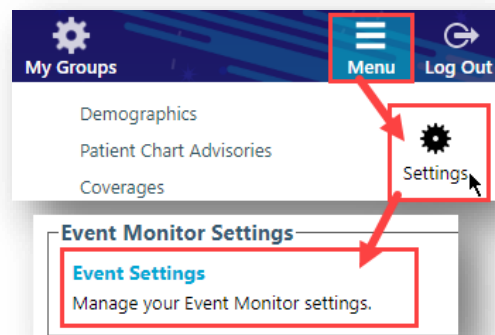 My Groups
Menu
Log Out
Demographics
Patient Chart Advisories
Coverages
Settings
Event Monitor Settings
Event Settings
Manage your Event Monitor settings.